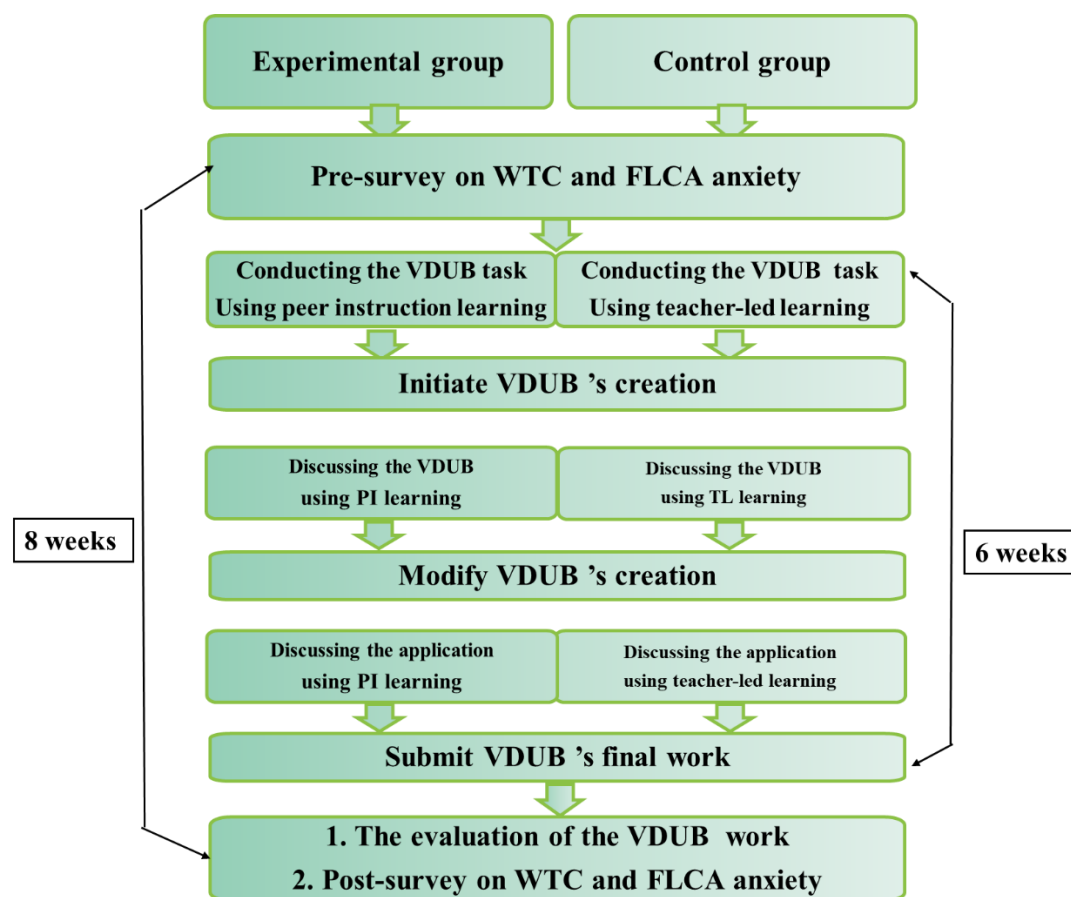 Experimental group
Control group
Pre-survey on WTC and FLCA anxiety
Conducting the VDUB task
Using peer instruction learning
Conducting the VDUB task
Using teacher-led learning
Initiate VDUB ’s creation
Discussing the VDUB
using PI learning
Discussing the VDUB
using TL learning
8 weeks
6 weeks
Modify VDUB ’s creation
Discussing the application
using PI learning
Discussing the application
using teacher-led learning
Submit VDUB ’s final work
1. The evaluation of the VDUB work
2. Post-survey on WTC and FLCA anxiety